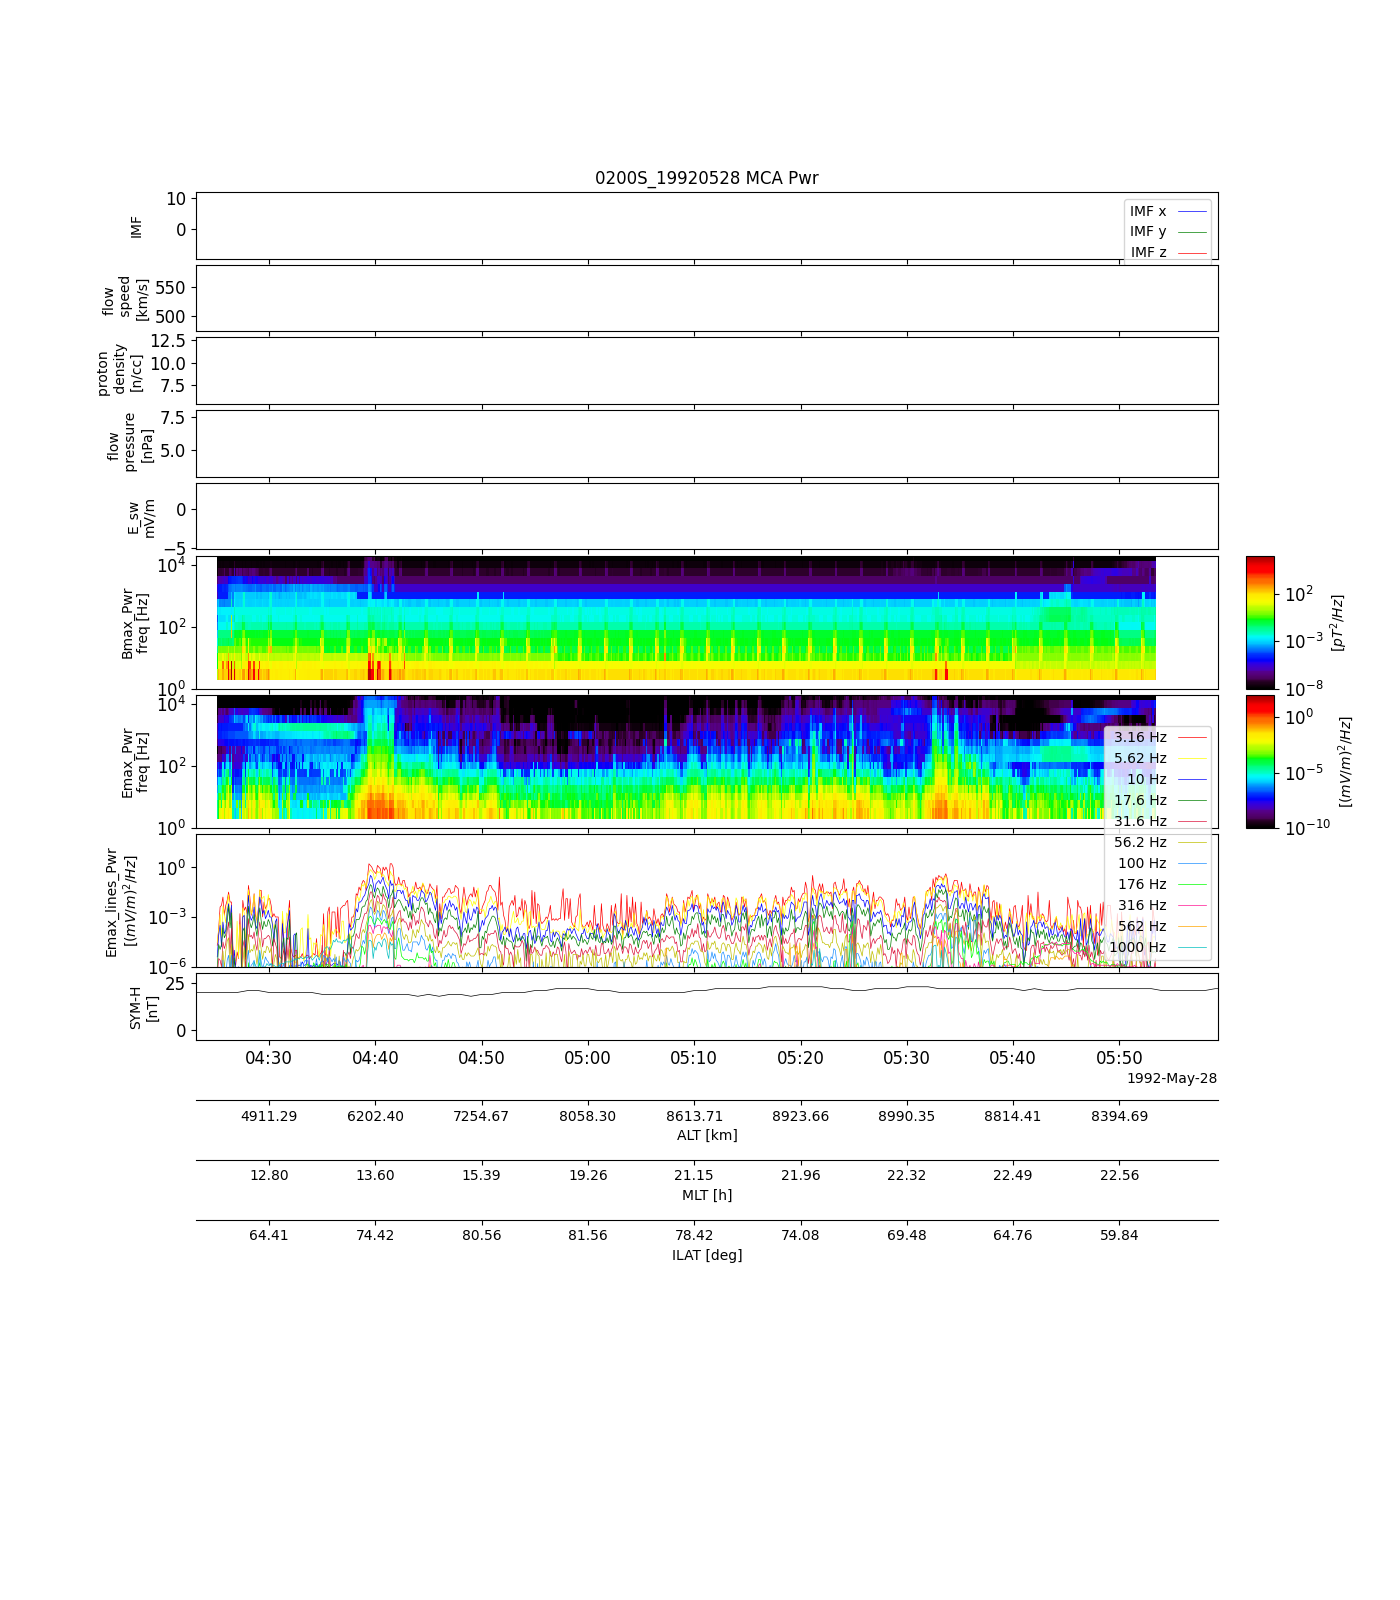 0200S_19920528 MCA Pwr
10
0
IMF
IMF x
IMF y
IMF z
flow
speed
[km/s]
550
500
proton
density
[n/cc]
12.5
10.0
7.5
flow
pressure
[nPa]
7.5
5.0
E_sw
mV/m
0
−5
Bmax_Pwr
freq [Hz]
10^4
10^2
10^0
10^2
10^−3
10^−8
[pT^2/Hz]
Emax_Pwr
freq [Hz]
10^4
10^2
10^0
10^0
10^−5
10^−10
[(mV/m)^2/Hz]
Emax_lines_Pwr
[(mV/m)^2/Hz]
10^0
10^−3
10^−6
3.16 Hz
5.62 Hz
10 Hz
17.6 Hz
31.6 Hz
56.2 Hz
100 Hz
176 Hz
316 Hz
562 Hz
1000 Hz
SYM-H
[nT]
25
0
04:30 04:40 04:50 05:00 05:10 05:20 05:30 05:40 05:50
1992-May-28
4911.29 6202.40 7254.67 8058.30 8613.71 8923.66 8990.35 8814.41 8394.69
ALT [km]
12.80 13.60 15.39 19.26 21.15 21.96 22.32 22.49 22.56
MLT [h]
64.41 74.42 80.56 81.56 78.42 74.08 69.48 64.76 59.84
ILAT [deg]